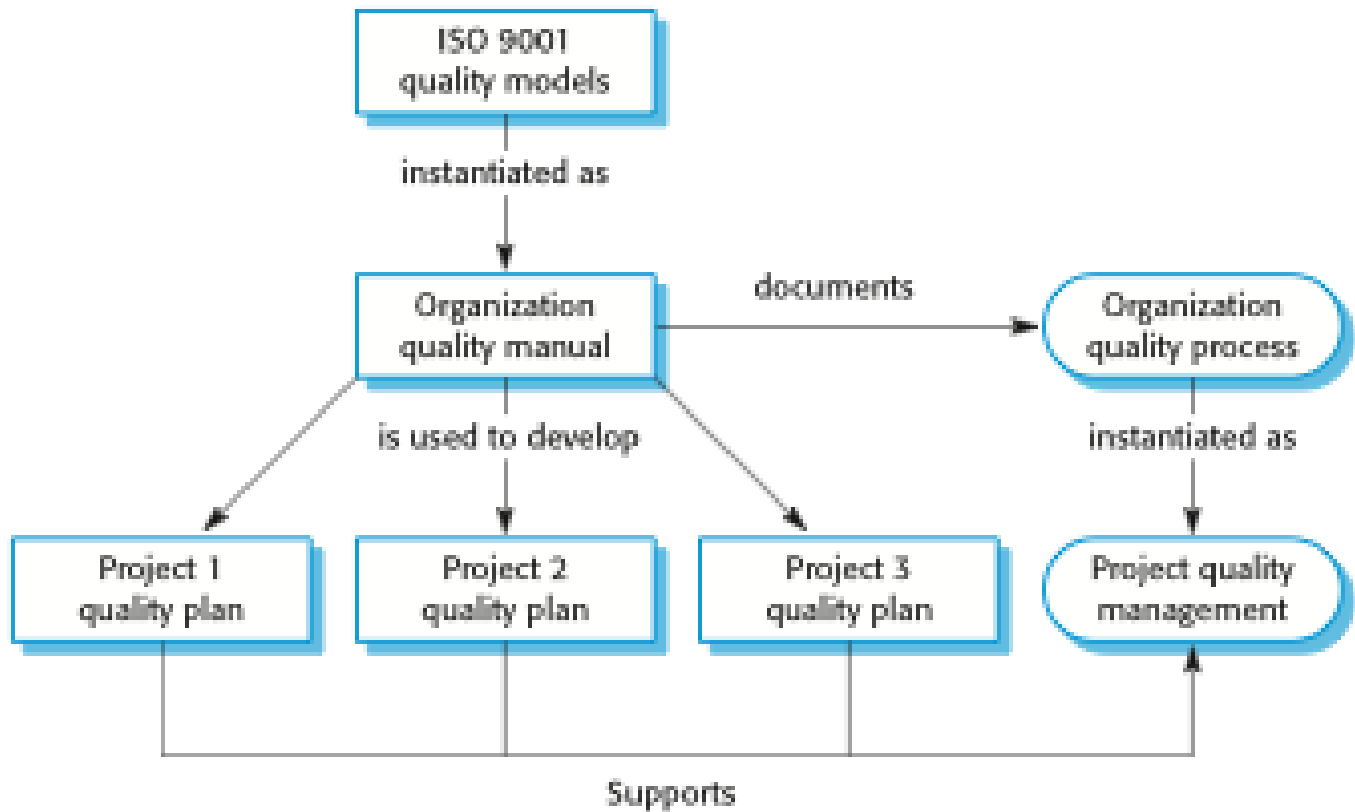 ISO 9001
quality models
instantiated as
Organization
quality manual
documents
Organization
quality process
is used to develop
instantiated as
Project 1
quality plan
Project 2
quality plan
Project 3
quality plan
Project quality
management
Supports